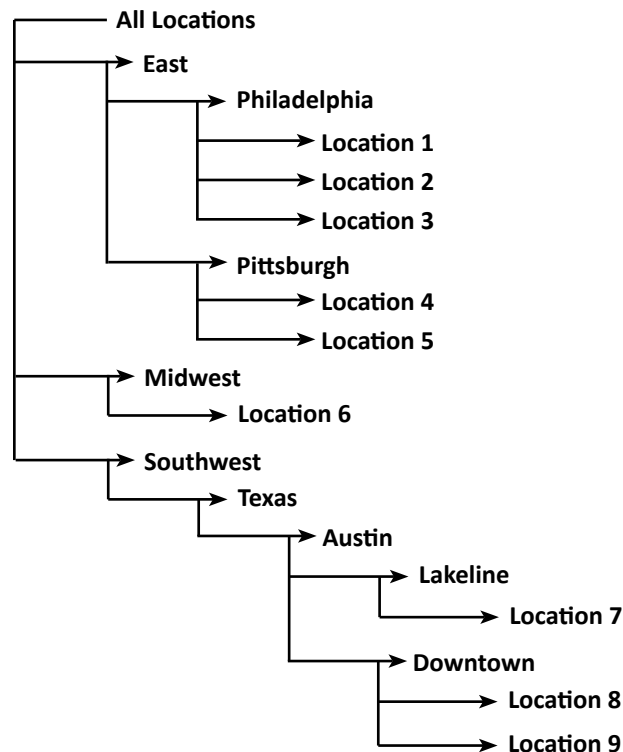 All Locations
East
Philadelphia
Location 1
Location 2
Location 3
Pittsburgh
Location 4
Location 5
Midwest
Location 6
Southwest
Texas
Austin
Lakeline
Location 7
Downtown
Location 8
Location 9